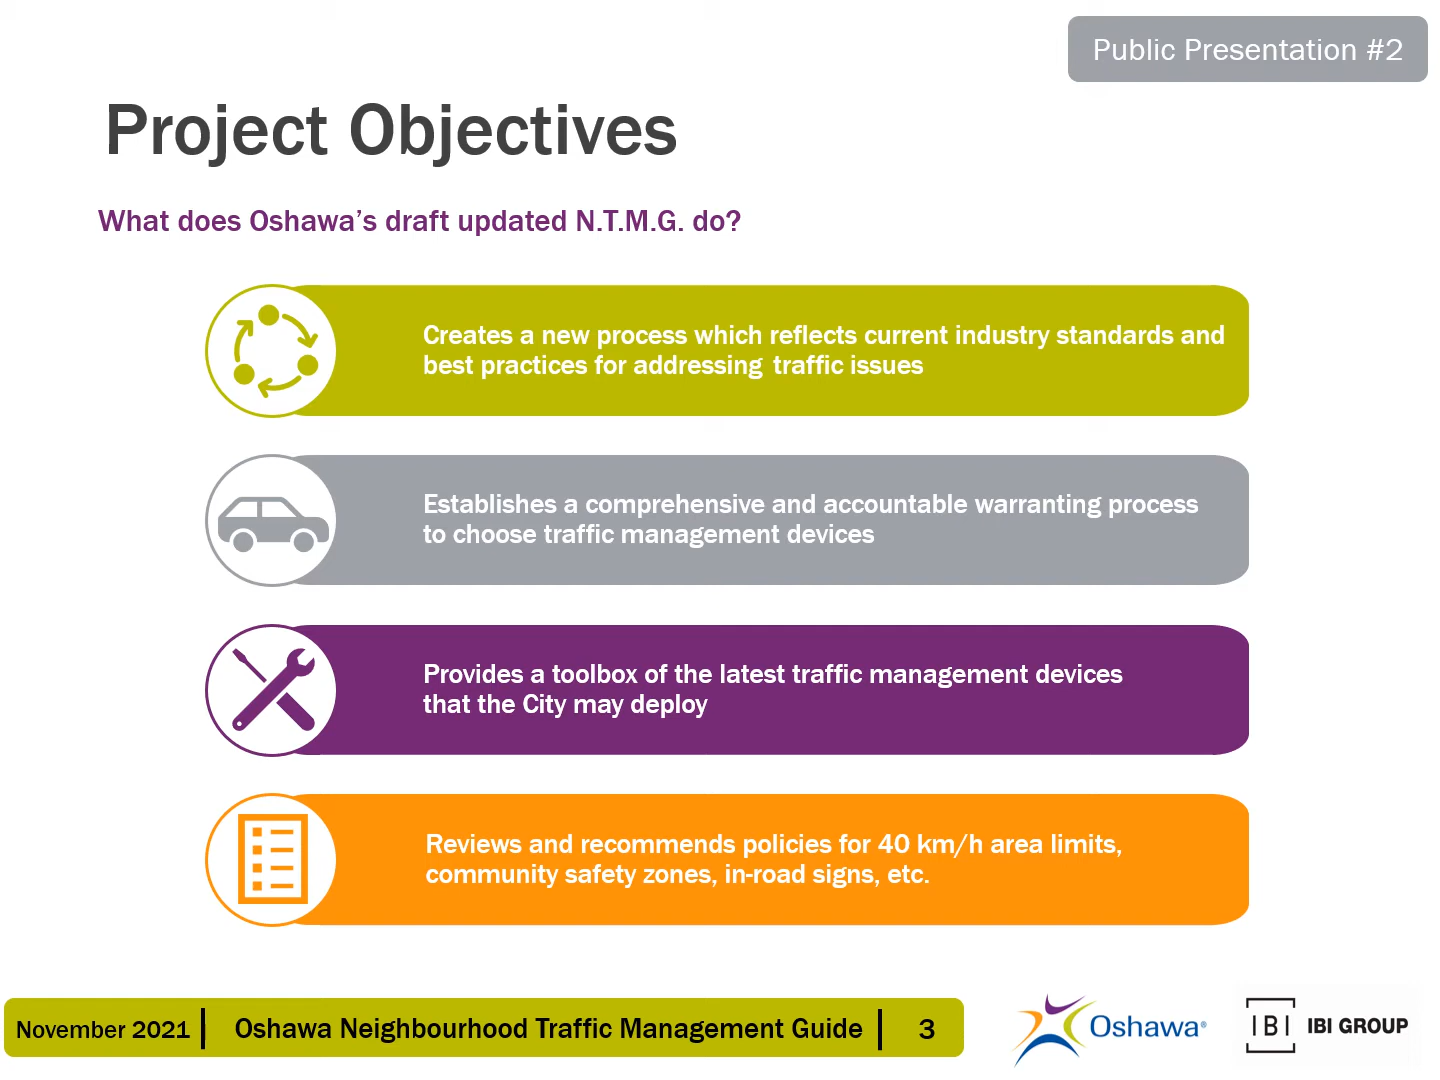 Public Presentation #2
Project Objectives
What does Oshawa’s draft updated N.T.M.G. do?
Creates a new process which reflects current industry standards and
best practices for addressing traffic issues
Establishes a comprehensive and accountable warranting process
to choose traffic management devices
Provides a toolbox of the latest traffic management devices
that the City may deploy
Reviews and recommends policies for 40 km/h area limits,
community safety zones, in-road signs, etc.
November 2021 Oshawa Neighbourhood Traffic Management Guide 3
Oshawa®
IBI IBI GROUP